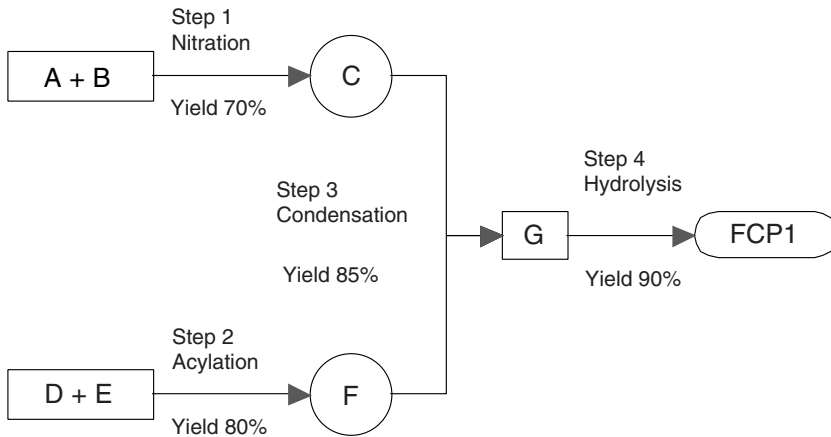 Step 1
Nitration
A + B
C
Yield 70%
Step 3
Condensation
Yield 85%
Step 4
Hydrolysis
G
FCP1
Yield 90%
Step 2
Acylation
D + E
F
Yield 80%